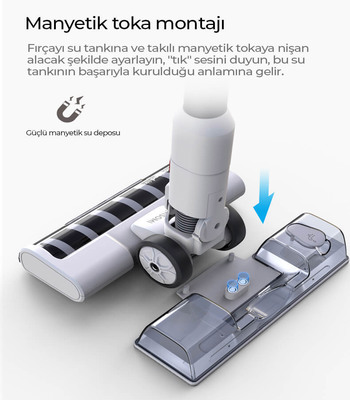 Manyetik toka montajı
Fırçayı su tankına ve takılı manyetik tokaya nişan
alacak şekilde ayarlayın, "tık" sesini duyun, bu su
tankının başarıyla kurulduğu anlamına gelir.
Güçlü manyetik su deposu